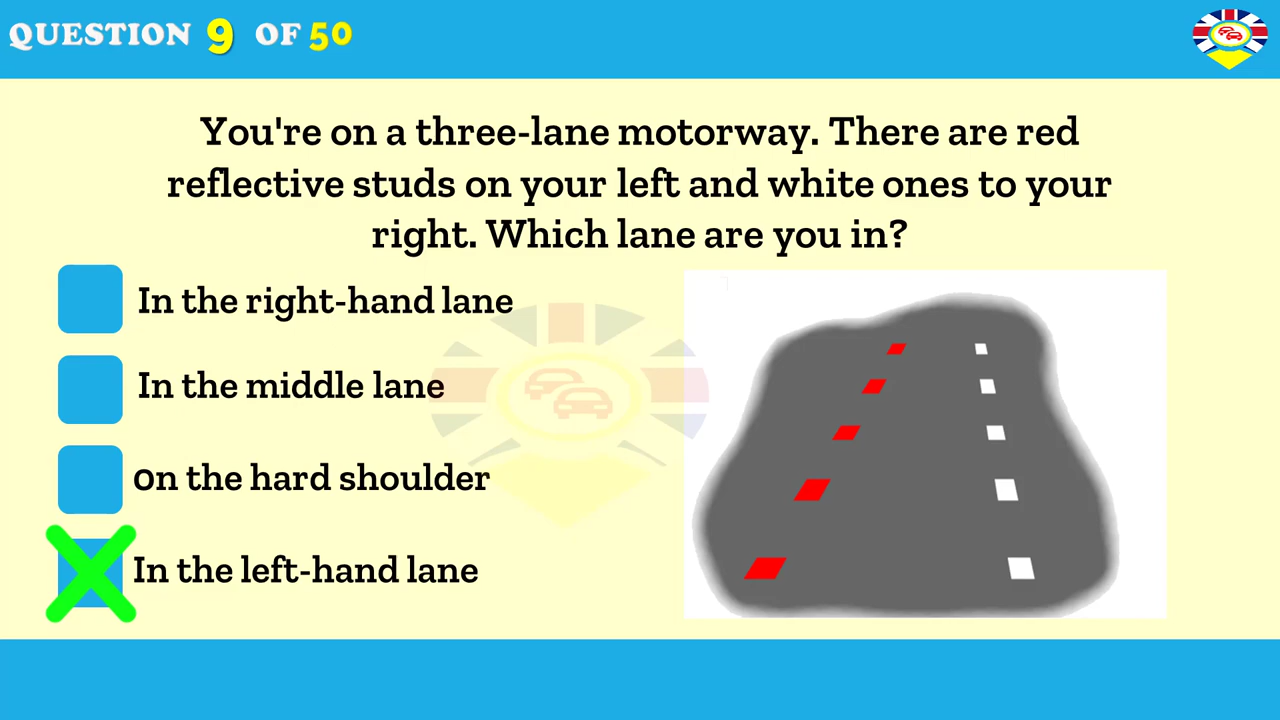 QUESTION 9 OF 50
You're on a three-lane motorway. There are red
reflective studs on your left and white ones to your
right. Which lane are you in?
In the right-hand lane
In the middle lane
On the hard shoulder
In the left-hand lane